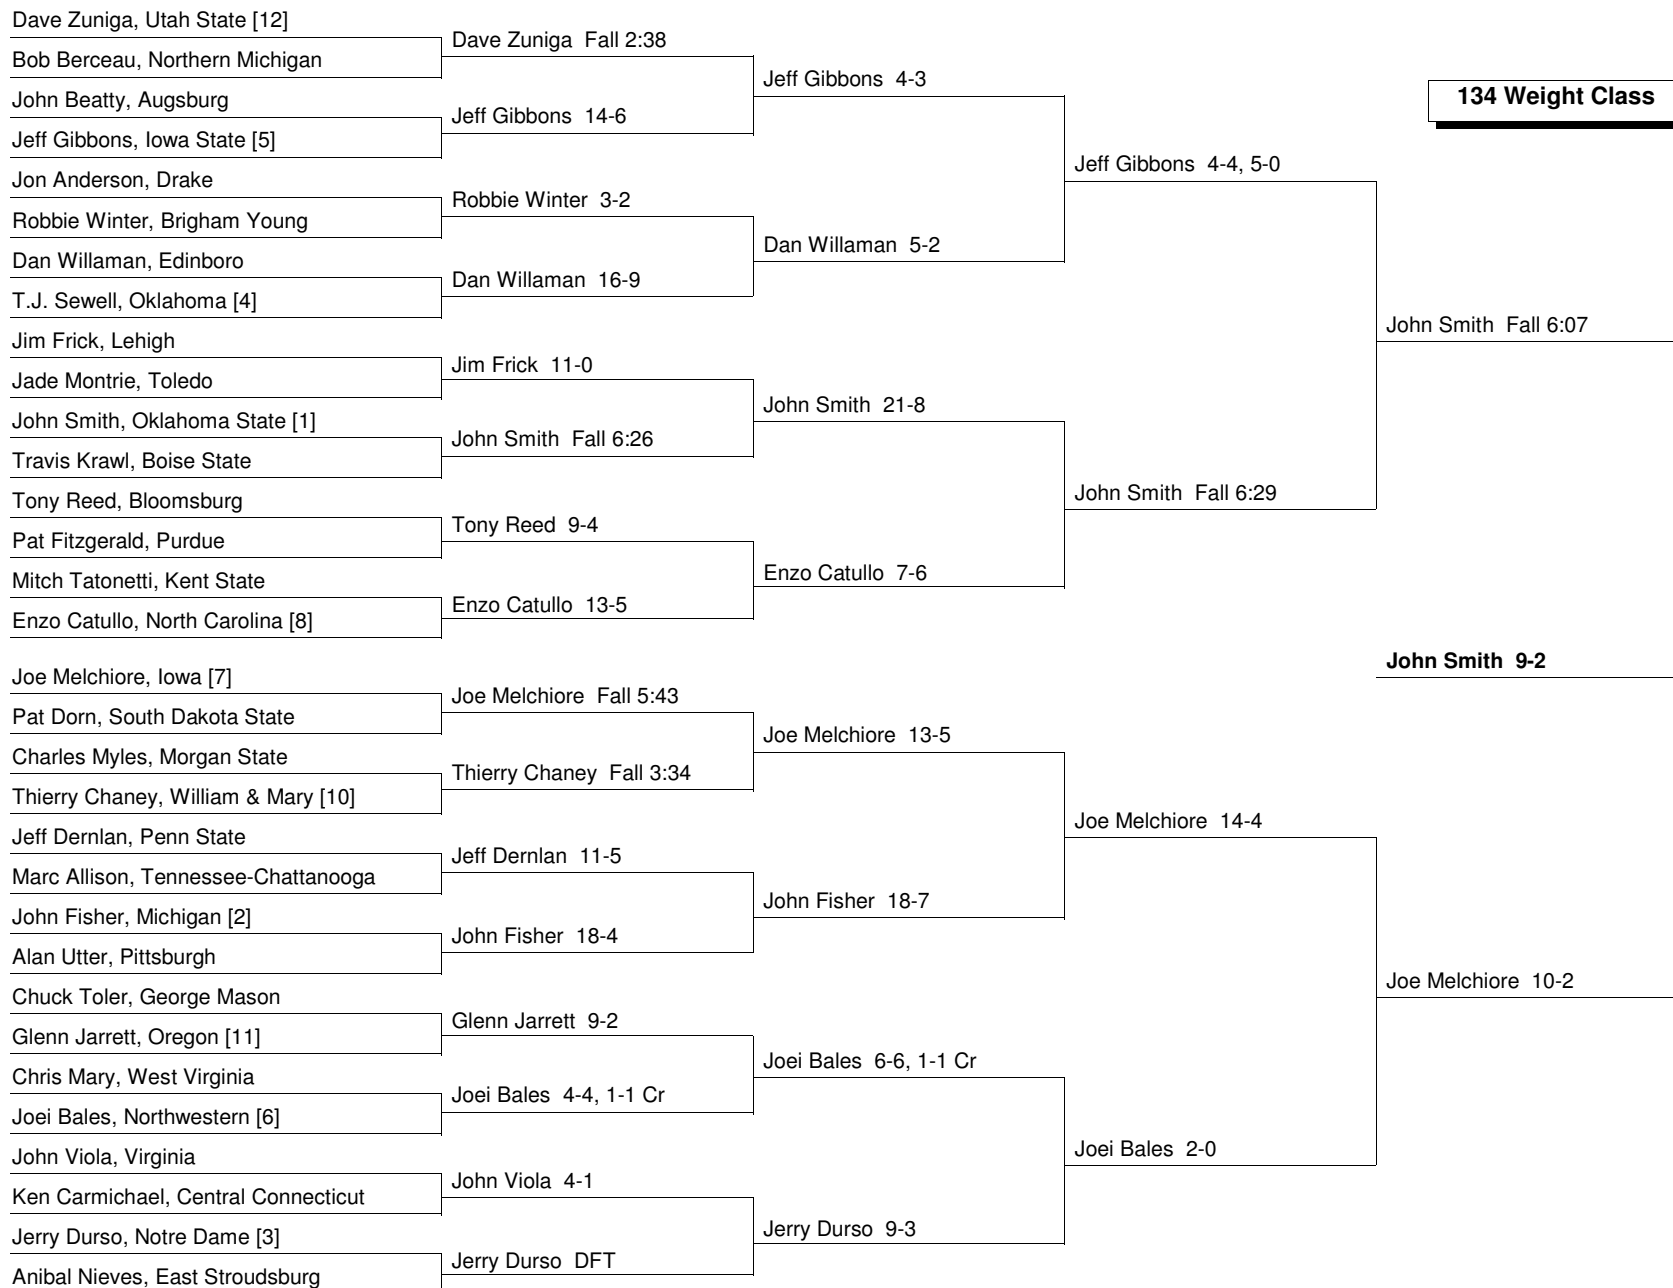 Dave Zuniga, Utah State [12]
Bob Berceau, Northern Michigan
John Beatty, Augsburg
Jeff Gibbons, Iowa State [5]
Jon Anderson, Drake
Robbie Winter, Brigham Young
Dan Willaman, Edinboro
T.J. Sewell, Oklahoma [4]
Jim Frick, Lehigh
Jade Montrie, Toledo
John Smith, Oklahoma State [1]
Travis Krawl, Boise State
Tony Reed, Bloomsburg
Pat Fitzgerald, Purdue
Mitch Tatonetti, Kent State
Enzo Catullo, North Carolina [8]
Joe Melchiore, Iowa [7]
Pat Dorn, South Dakota State
Charles Myles, Morgan State
Thierry Chaney, William & Mary [10]
Jeff Dernlan, Penn State
Marc Allison, Tennessee-Chattanooga
John Fisher, Michigan [2]
Alan Utter, Pittsburgh
Chuck Toler, George Mason
Glenn Jarrett, Oregon [11]
Chris Mary, West Virginia
Joei Bales, Northwestern [6]
John Viola, Virginia
Ken Carmichael, Central Connecticut
Jerry Durso, Notre Dame [3]
Anibal Nieves, East Stroudsburg
Dave Zuniga Fall 2:38
Jeff Gibbons 14-6
Robbie Winter 3-2
Dan Willaman 16-9
Jim Frick 11-0
John Smith Fall 6:26
Tony Reed 9-4
Enzo Catullo 13-5
Joe Melchiore Fall 5:43
Thierry Chaney Fall 3:34
Jeff Dernlan 11-5
John Fisher 18-4
Glenn Jarrett 9-2
Joei Bales 4-4, 1-1 Cr
John Viola 4-1
Jerry Durso DFT
Jeff Gibbons 4-3
Dan Willaman 5-2
John Smith 21-8
Enzo Catullo 7-6
Joe Melchiore 13-5
John Fisher 18-7
Joei Bales 6-6, 1-1 Cr
Jerry Durso 9-3
Jeff Gibbons 4-4, 5-0
John Smith Fall 6:29
Joe Melchiore 14-4
Joei Bales 2-0
134 Weight Class
John Smith Fall 6:07
John Smith 9-2
Joe Melchiore 10-2